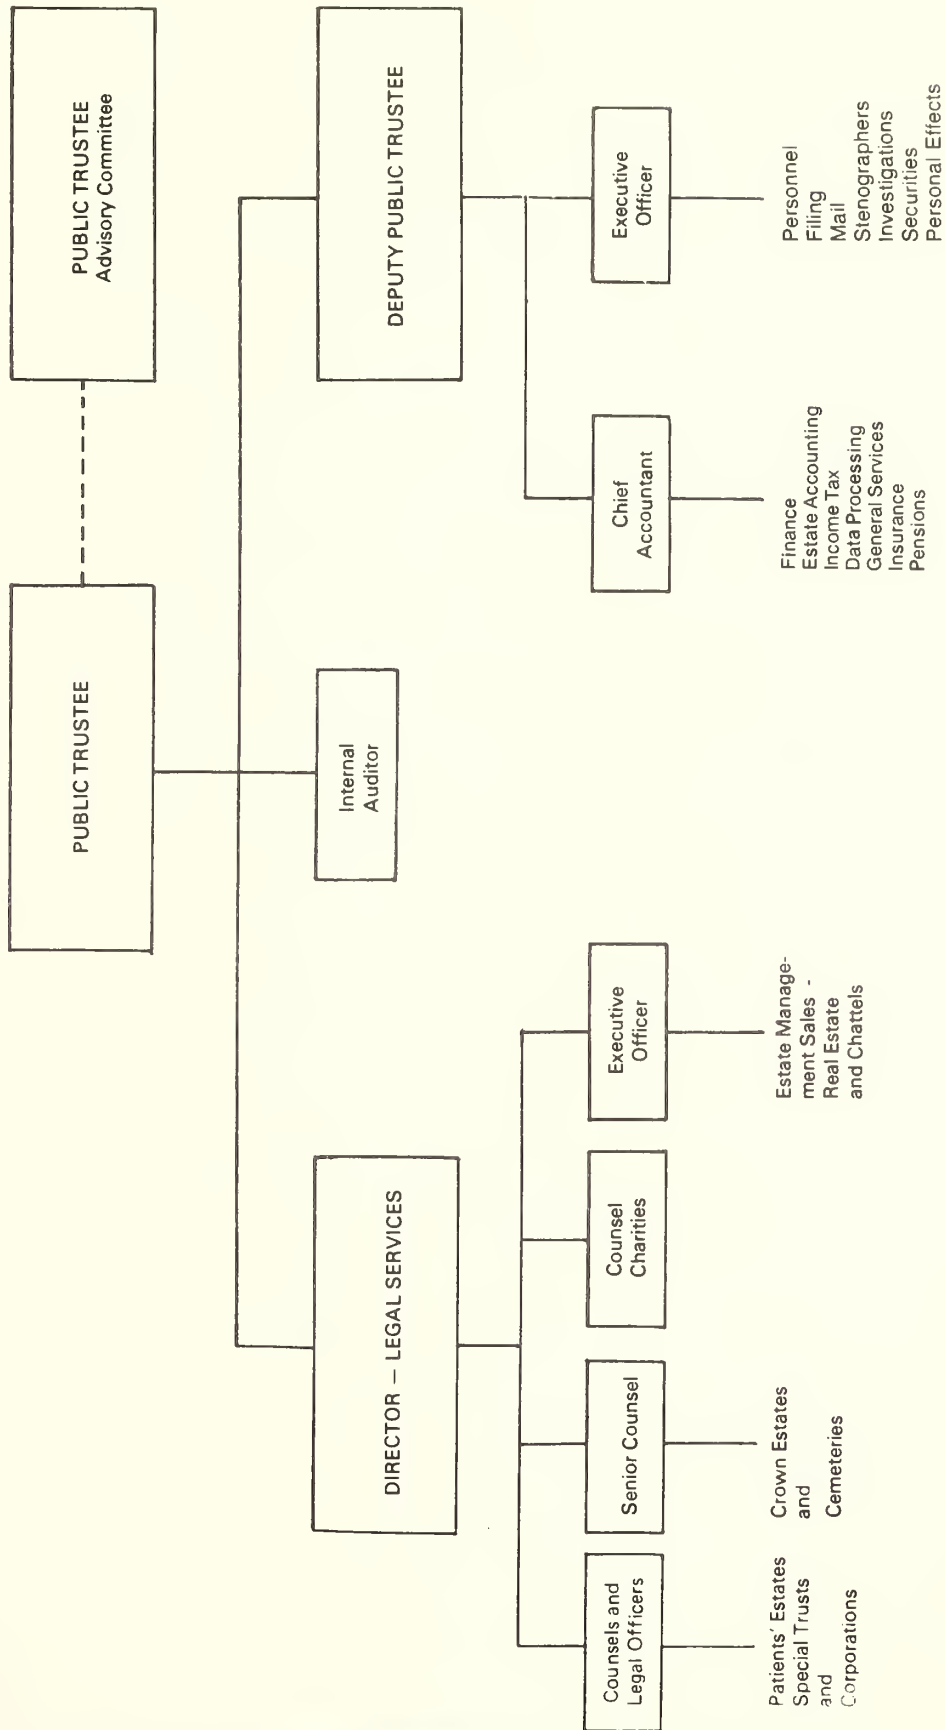 PUBLIC TRUSTEE
PUBLIC TRUSTEE
Advisory Committee
DIRECTOR – LEGAL SERVICES
Internal
Auditor
DEPUTY PUBLIC TRUSTEE
Counsels and
Legal Officers
Senior Counsel
Counsel
Charities
Executive
Officer
Chief
Accountant
Executive
Officer
Patients' Estates
Special Trusts
and
Corporations
Crown Estates
and
Cemeteries
Estate Manage-
ment Sales -
Real Estate
and Chattels
Finance
Estate Accounting
Income Tax
Data Processing
General Services
Insurance
Pensions
Personnel
Filing
Mail
Stenographers
Investigations
Securities
Personal Effects